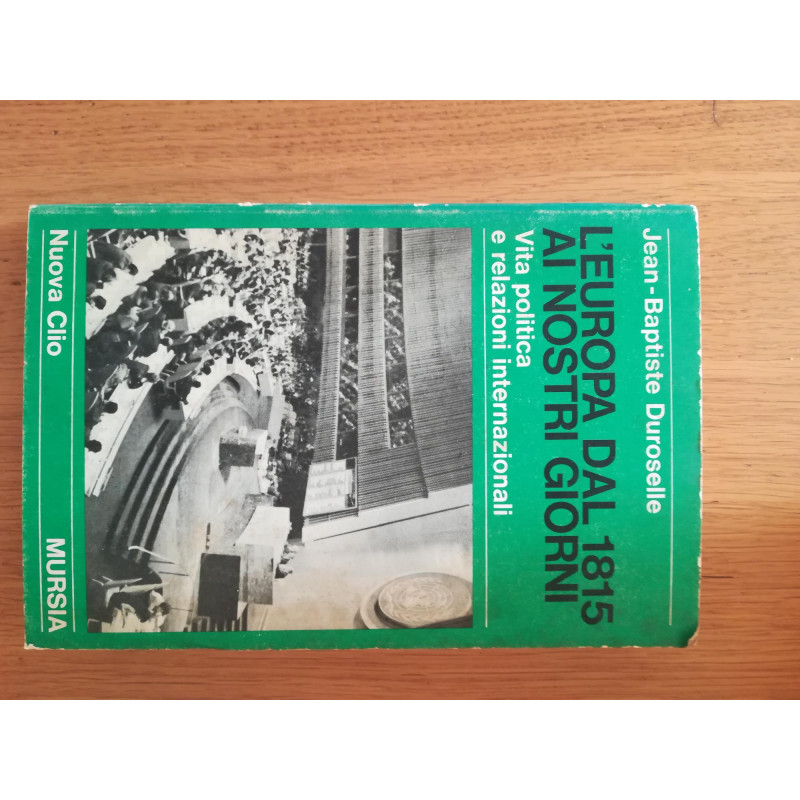 Jean-Baptiste Duroselle
L'EUROPA DAL 1815
AI NOSTRI GIORNI
Vita politica
e relazioni internazionali
Nuova Clio
MURSIA